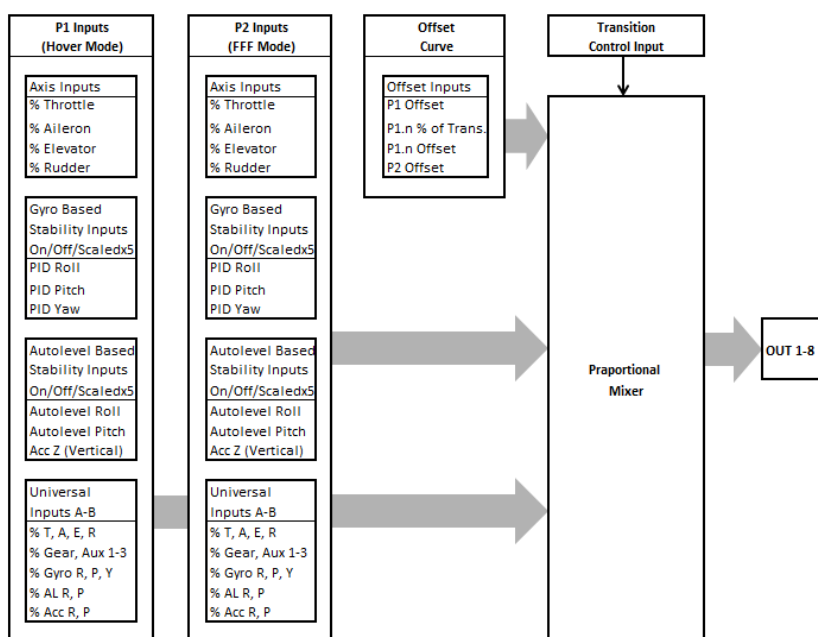 P1 Inputs
(Hover Mode)
Axis Inputs
% Throttle
% Aileron
% Elevator
% Rudder
Gyro Based
Stability Inputs
On/Off/Scaledx5
PID Roll
PID Pitch
PID Yaw
Autolevel Based
Stability Inputs
On/Off/Scaledx5
Autolevel Roll
Autolevel Pitch
Acc Z (Vertical)
Universal
Inputs A-B
% T, A, E, R
% Gear, Aux 1-3
% Gyro R, P, Y
% AL R, P
% Acc R, P
P2 Inputs
(FFF Mode)
Axis Inputs
% Throttle
% Aileron
% Elevator
% Rudder
Gyro Based
Stability Inputs
On/Off/Scaledx5
PID Roll
PID Pitch
PID Yaw
Autolevel Based
Stability Inputs
On/Off/Scaledx5
Autolevel Roll
Autolevel Pitch
Acc Z (Vertical)
Universal
Inputs A-B
% T, A, E, R
% Gear, Aux 1-3
% Gyro R, P, Y
% AL R, P
% Acc R, P
Offset
Curve
Offset Inputs
P1 Offset
P1.n % of Trans.
P1.n Offset
P2 Offset
Transition
Control Input
Praportional
Mixer
OUT 1-8